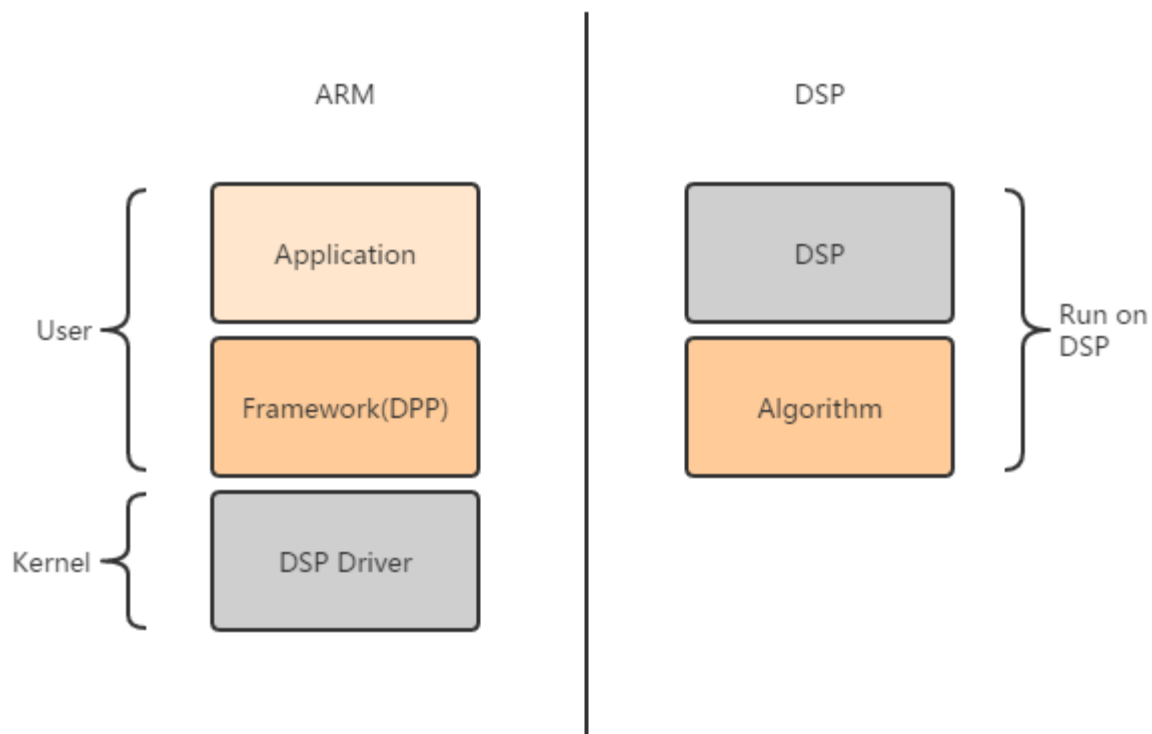 ARM
DSP
Application
DSP
User
Run on
DSP
Framework(DPP)
Algorithm
Kernel
DSP Driver